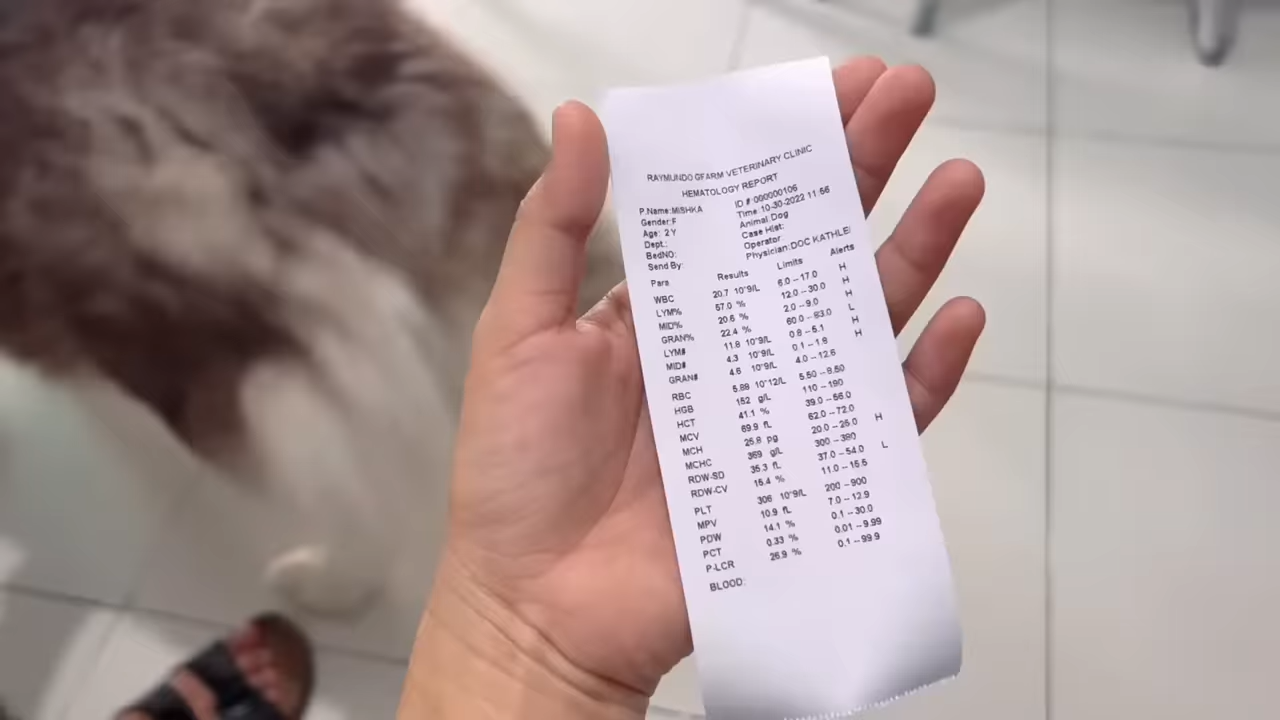 RAYMUNDO GFARM VETERINARY CLINIC
HEMATOLOGY REPORT
P.Name:MISHKA ID #:000000106
Gender:F Time:10-30-2022 11:56
Age: 2 Y Animal:Dog
Dept.: Case Hist:
BedNO: Operator
Send By: Physician:DOC KATHLE
Para Results Limits Alerts
WBC 20.7 10^9/L 6.0--17.0 H
LYM% 57.0 % 12.0--30.0 H
MID% 20.6 % 2.0--9.0 H
GRAN% 22.4 % 60.0--83.0 L
LYM# 11.8 10^9/L 0.8--5.1 H
MID# 4.3 10^9/L 0.1--1.8 H
GRAN# 4.6 10^9/L 4.0--12.6
RBC 5.88 10^12/L 5.50--8.50
HGB 152 g/L 110--190
HCT 41.1 % 39.0--56.0
MCV 69.9 fL 62.0--72.0
MCH 25.8 pg 20.0--25.0 H
MCHC 369 g/L 300--380
RDW-SD 35.3 fL 37.0--54.0 L
RDW-CV 15.4 % 11.0--15.5
PLT 306 10^9/L 200--900
MPV 10.9 fL 7.0--12.9
PDW 14.1 % 0.1--30.0
PCT 0.33 % 0.01--9.99
P-LCR 26.9 % 0.1--99.9
BLOOD: